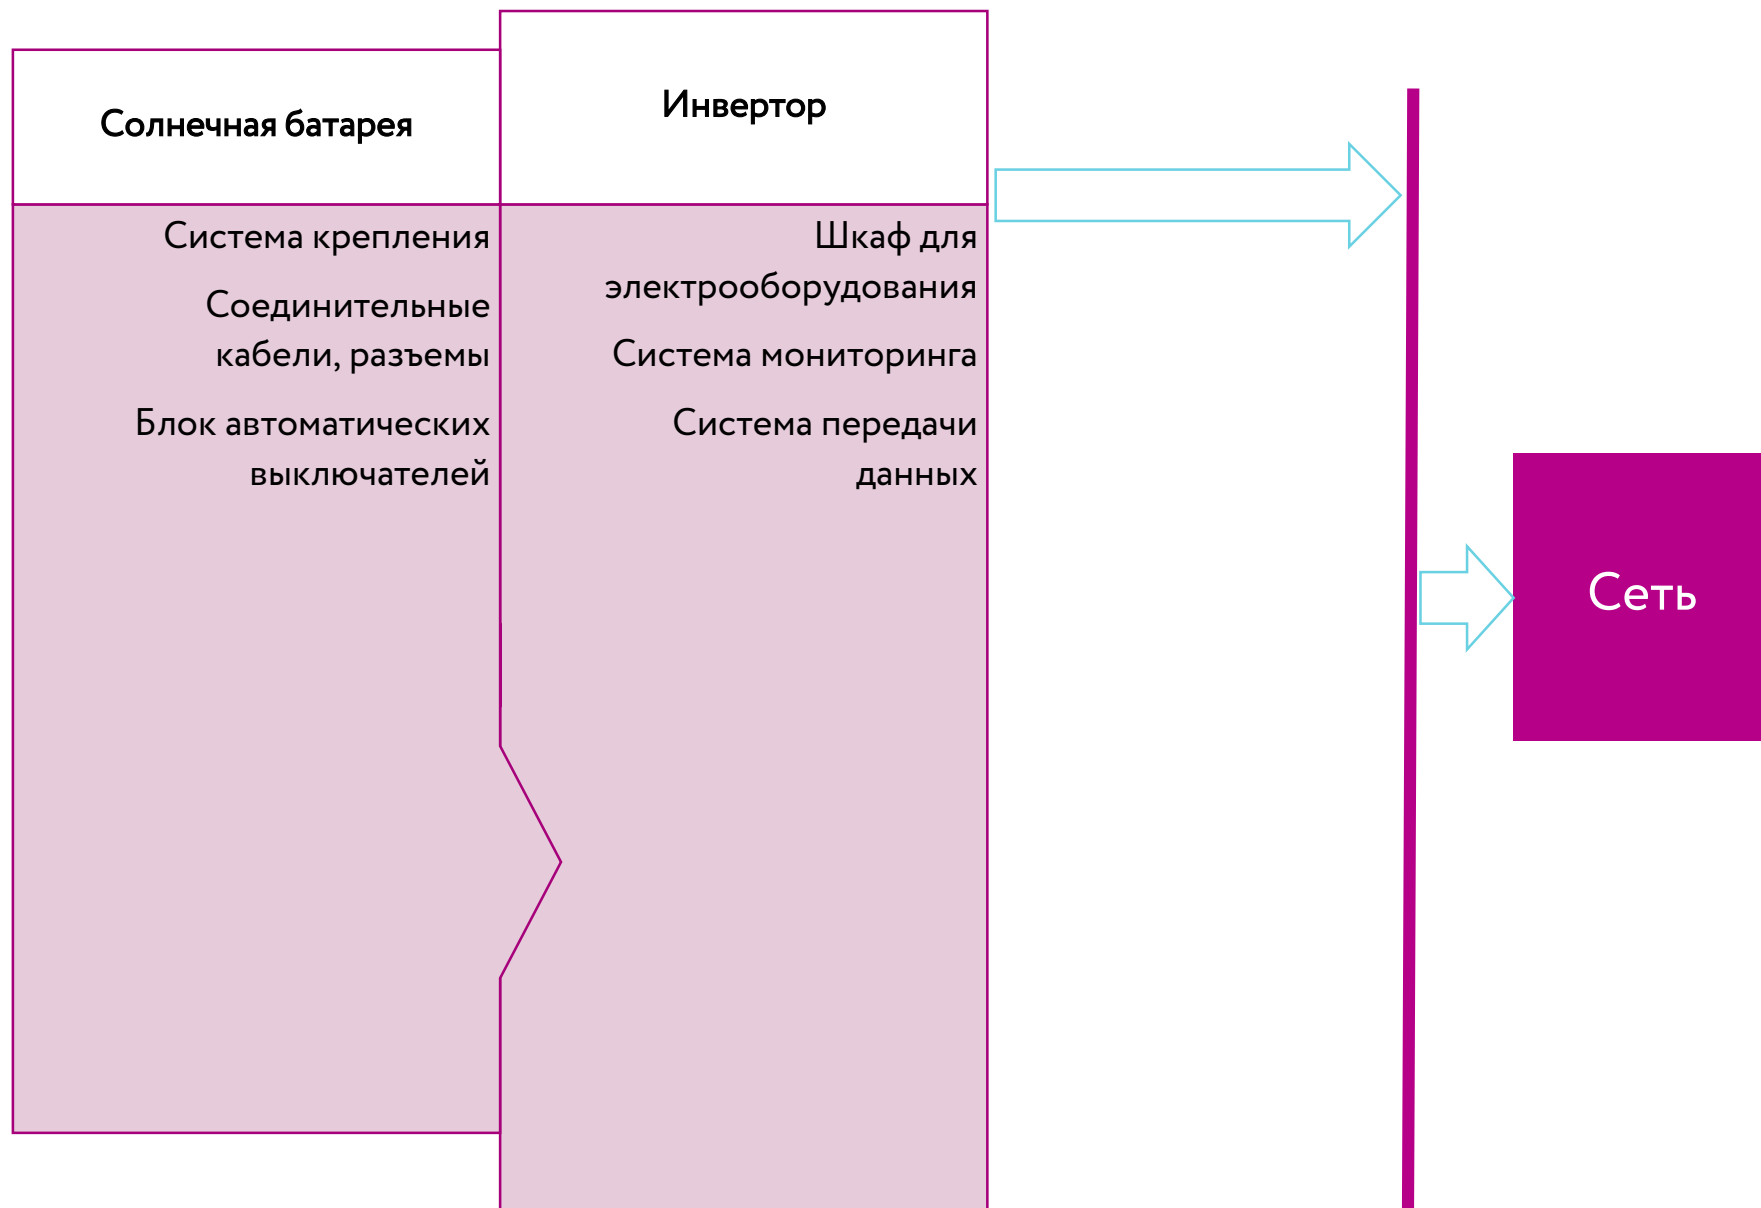 Солнечная батарея
Система крепления
Соединительные
кабели, разъемы
Блок автоматических
выключателей
Инвертор
Шкаф для
электрооборудования
Система мониторинга
Система передачи
данных
Сеть